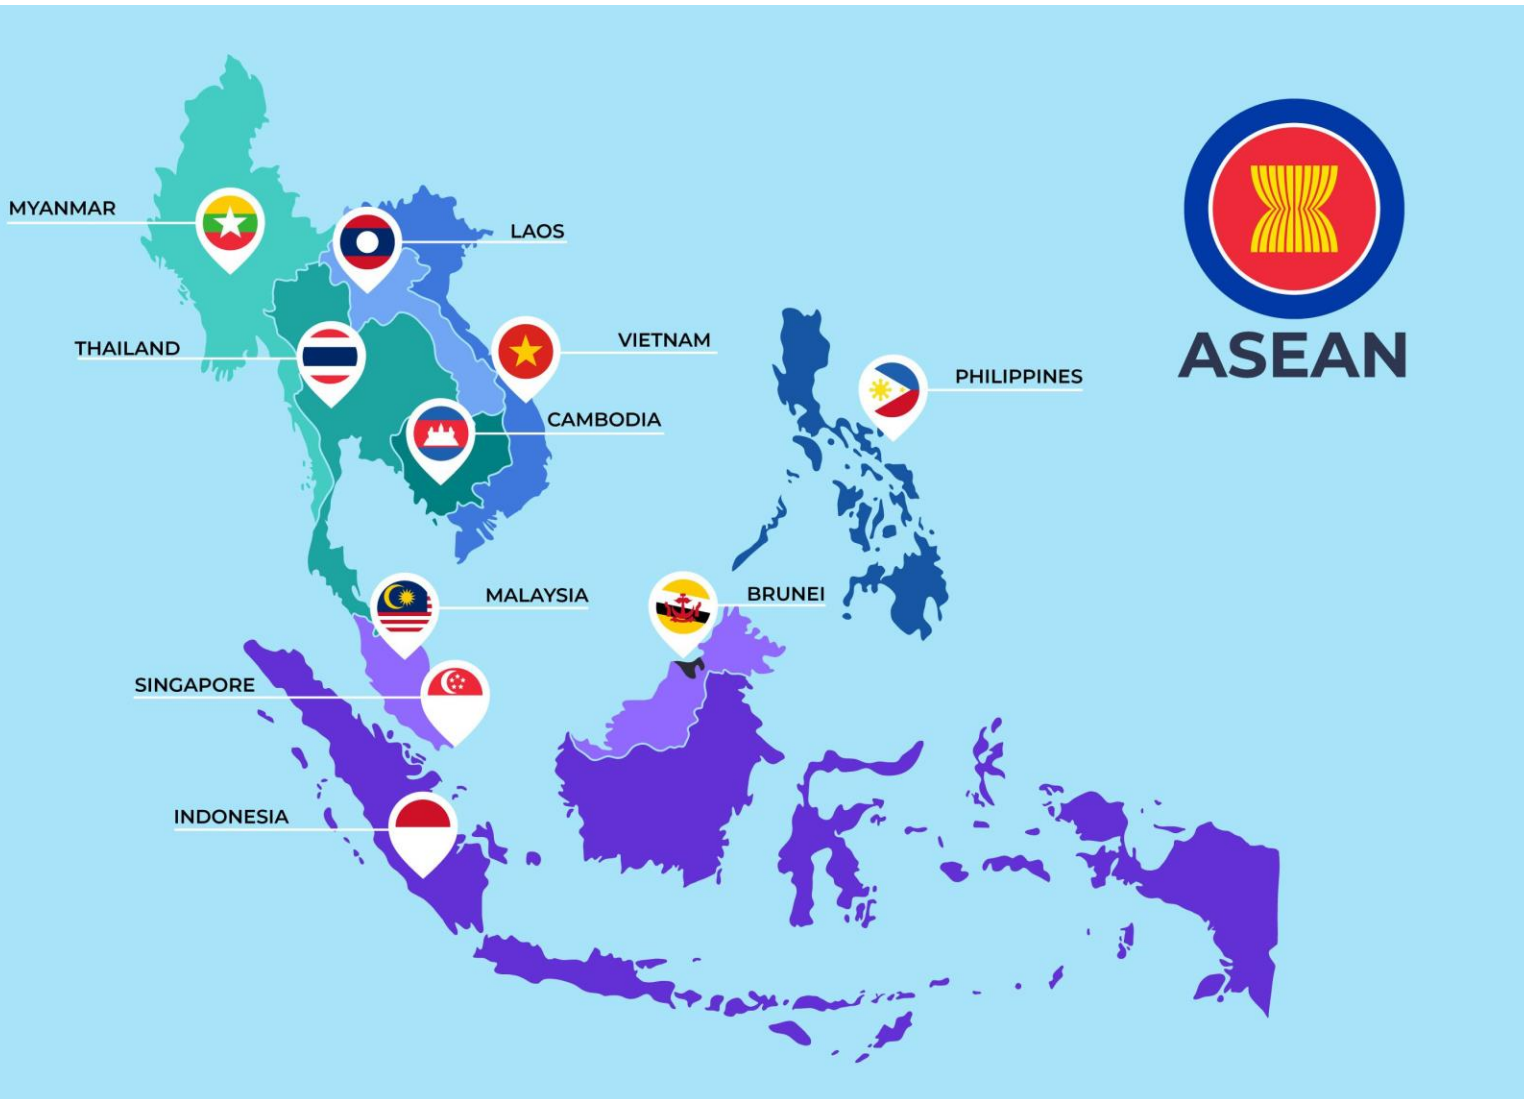 MYANMAR
LAOS
THAILAND
VIETNAM
ASEAN
PHILIPPINES
CAMBODIA
MALAYSIA
BRUNEI
SINGAPORE
INDONESIA